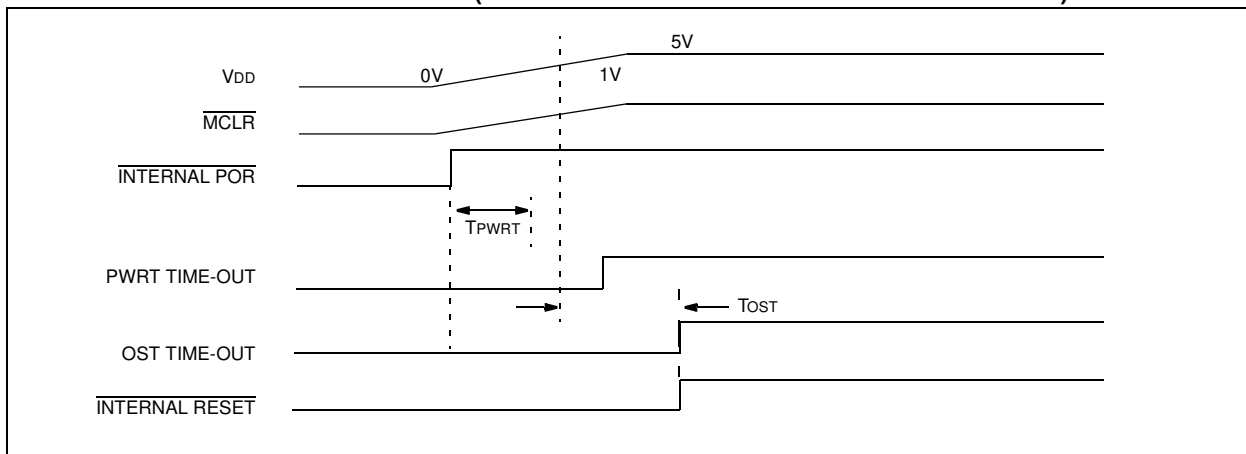 5V
VDD 0V 1V
MCLR
INTERNAL POR
TPWRT
PWRT TIME-OUT
TOST
OST TIME-OUT
INTERNAL RESET